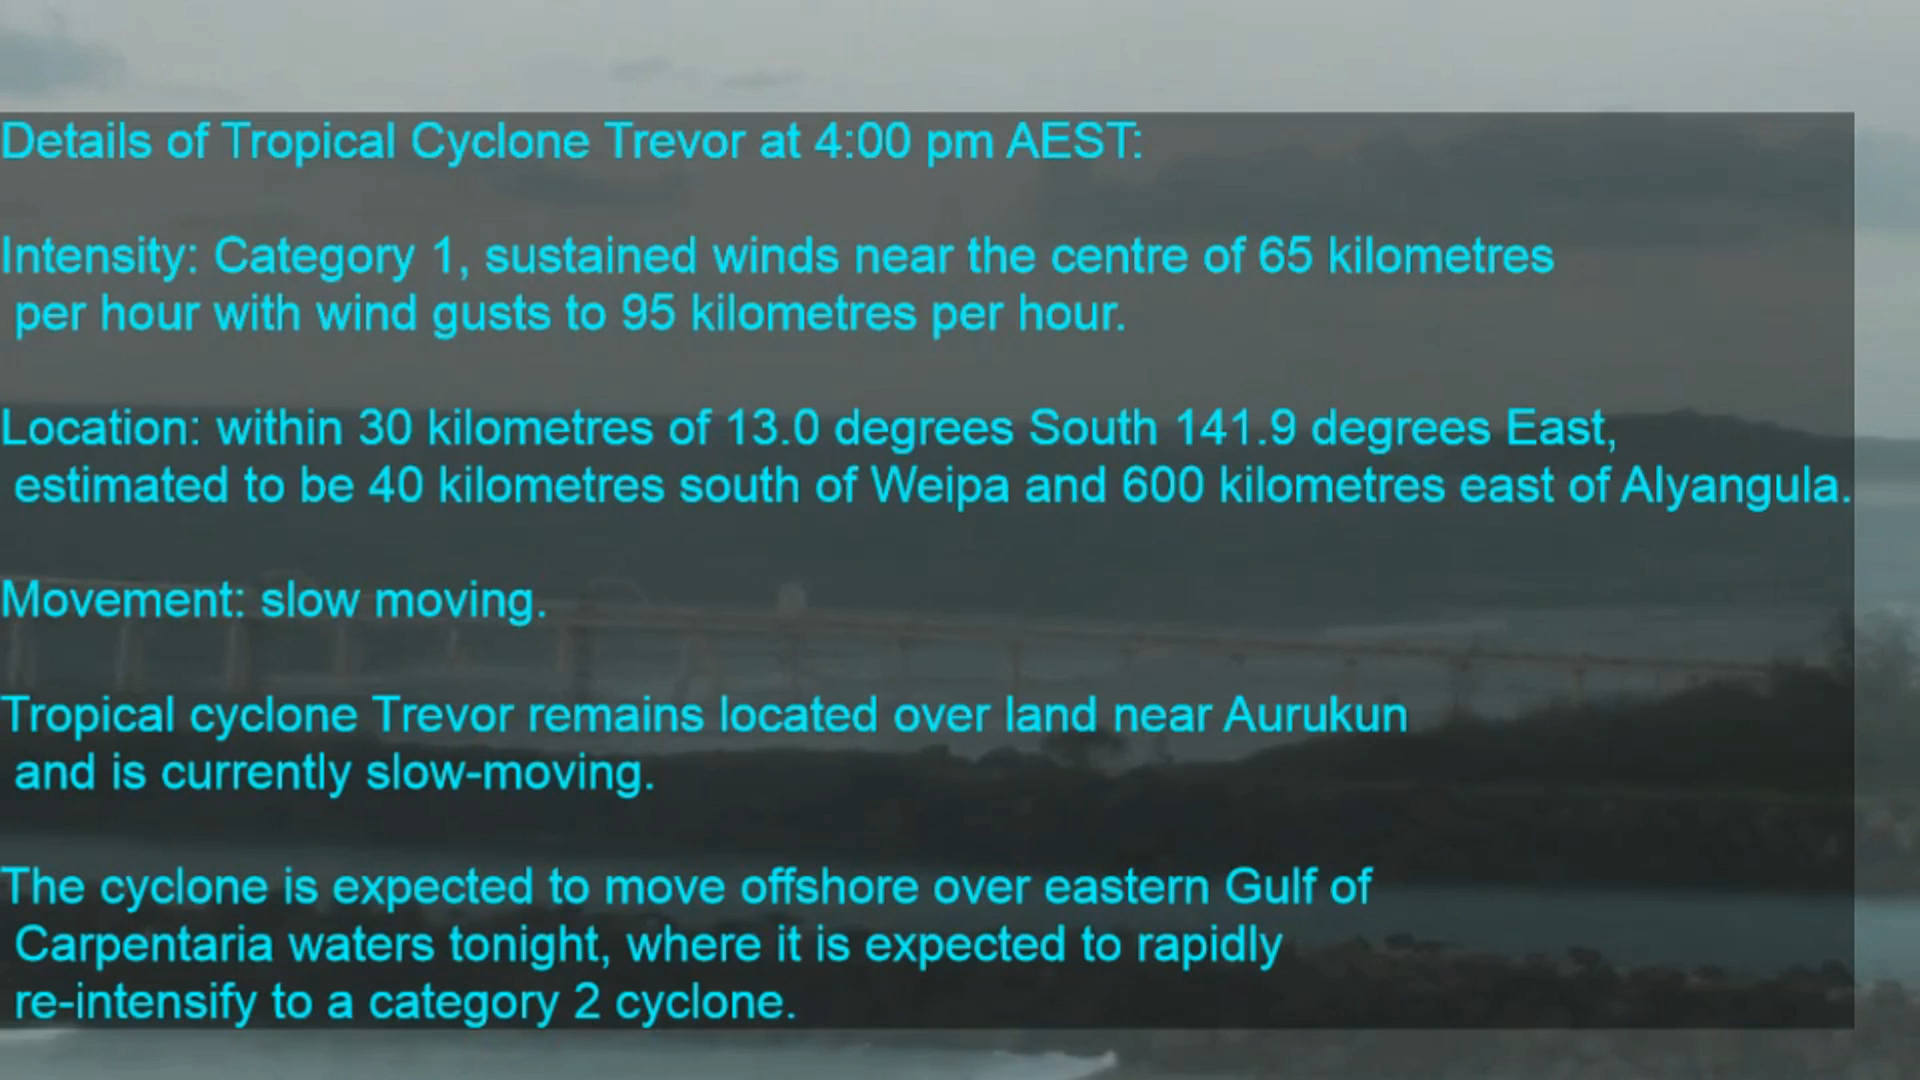 Details of Tropical Cyclone Trevor at 4:00 pm AEST:
Intensity: Category 1, sustained winds near the centre of 65 kilometres
per hour with wind gusts to 95 kilometres per hour.
Location: within 30 kilometres of 13.0 degrees South 141.9 degrees East,
estimated to be 40 kilometres south of Weipa and 600 kilometres east of Alyangula.
Movement: slow moving.
Tropical cyclone Trevor remains located over land near Aurukun
and is currently slow-moving.
The cyclone is expected to move offshore over eastern Gulf of
Carpentaria waters tonight, where it is expected to rapidly
re-intensify to a category 2 cyclone.